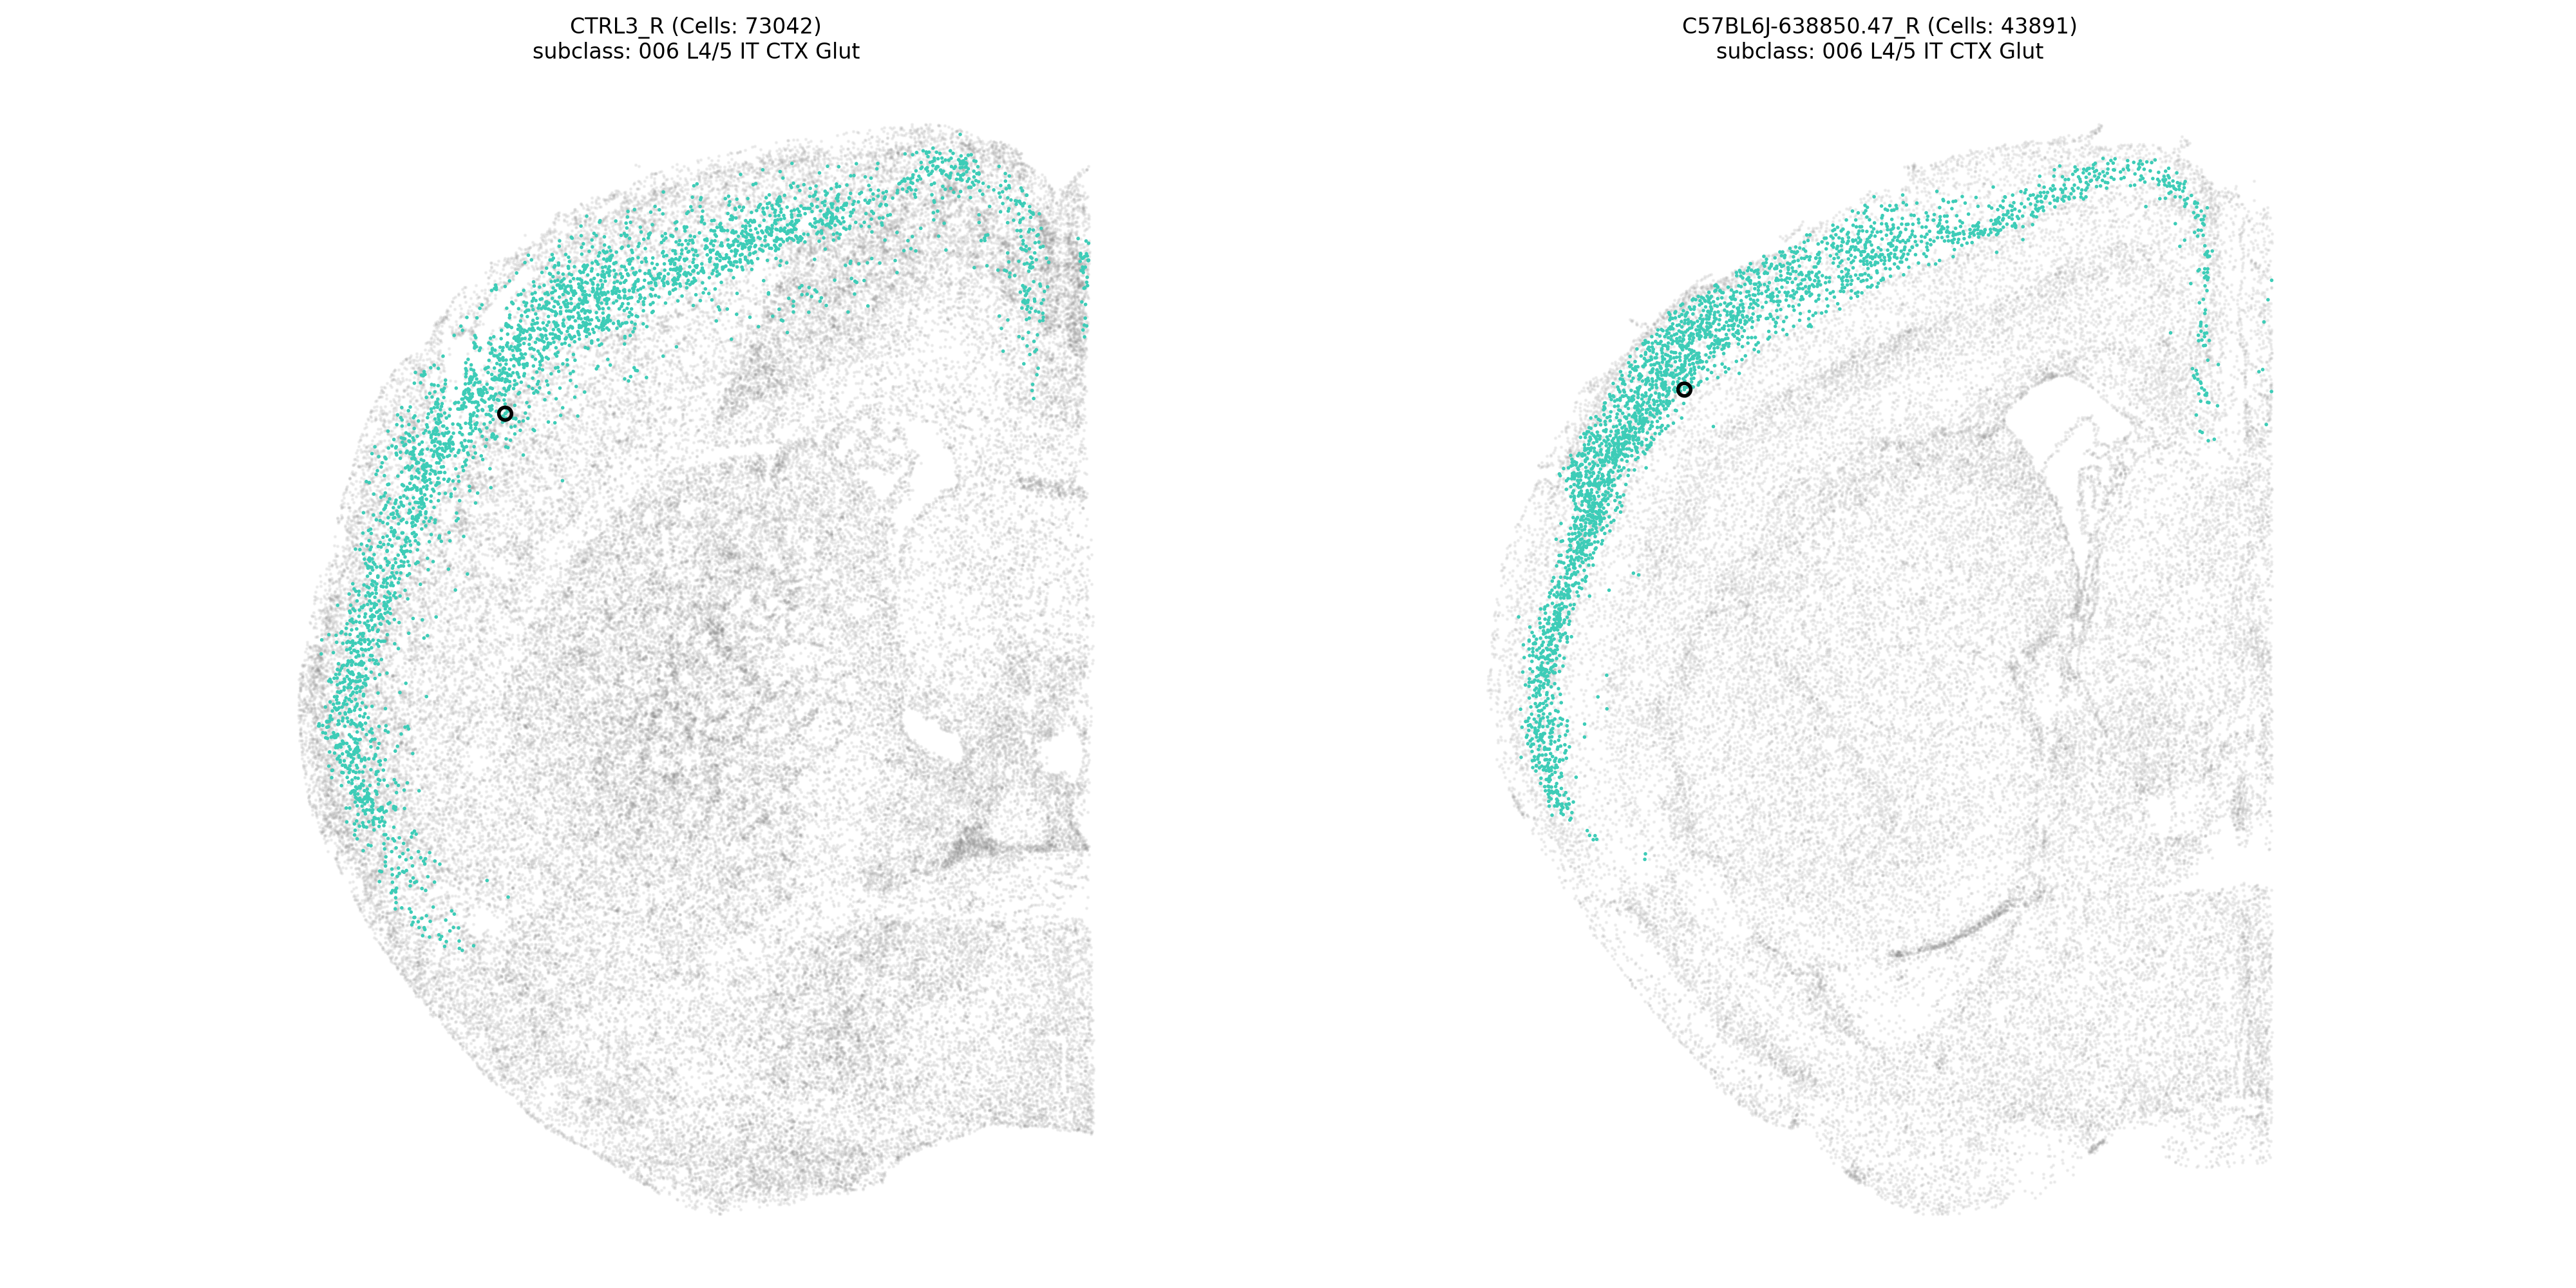 CTRL3_R (Cells: 73042)
subclass: 006 L4/5 IT CTX Glut
C57BL6J-638850.47_R (Cells: 43891)
subclass: 006 L4/5 IT CTX Glut